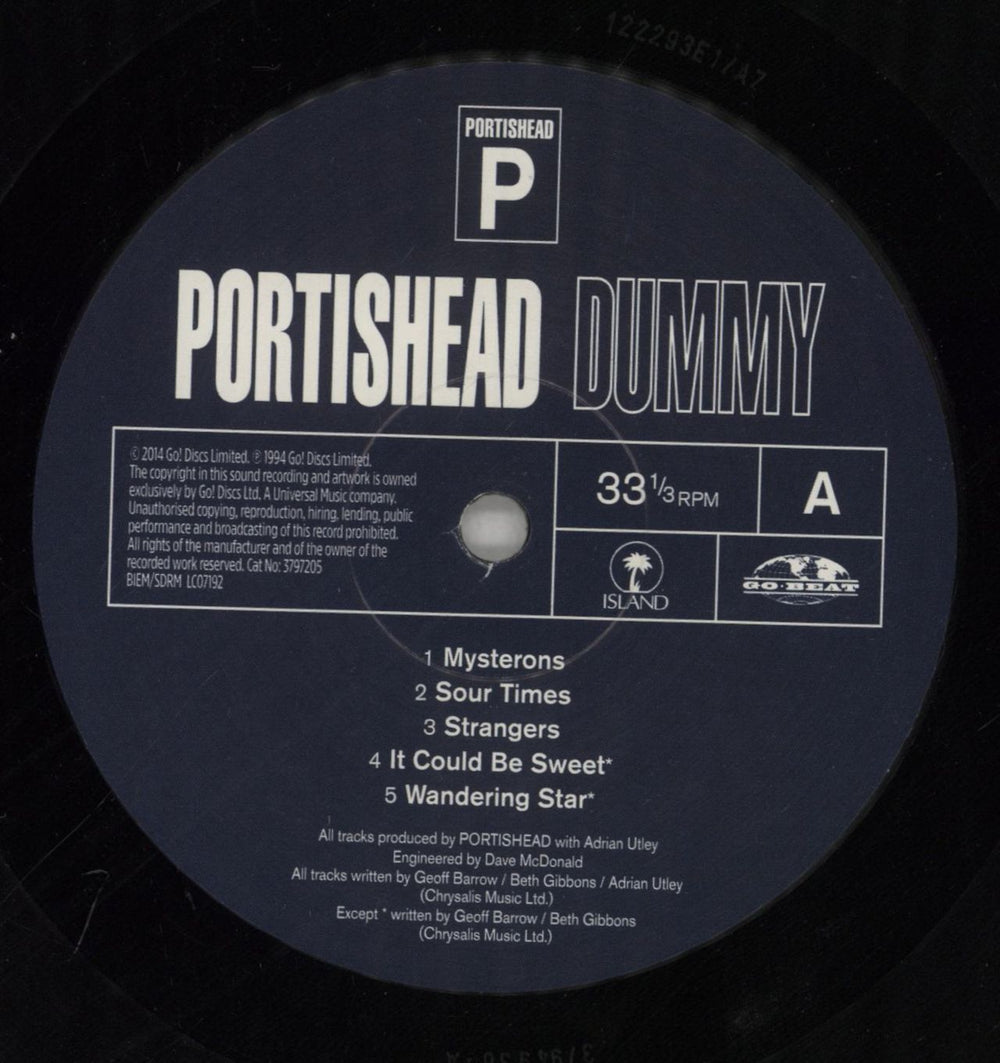 122293E1/A7
PORTISHEAD
P
PORTISHEAD DUMMY
© 2014 Go! Discs Limited. ℗ 1994 Go! Discs Limited.
The copyright in this sound recording and artwork is owned
exclusively by Go! Discs Ltd. A Universal Music company.
Unauthorised copying, reproduction, hiring, lending, public
performance and broadcasting of this record prohibited.
All rights of the manufacturer and of the owner of the
recorded work reserved. Cat No: 3797205
BIEM/SDRM LC07192
33 1/3 RPM
A
ISLAND
GO·BEAT
1 Mysterons
2 Sour Times
3 Strangers
4 It Could Be Sweet*
5 Wandering Star*
All tracks produced by PORTISHEAD with Adrian Utley
Engineered by Dave McDonald
All tracks written by Geoff Barrow / Beth Gibbons / Adrian Utley
(Chrysalis Music Ltd.)
Except * written by Geoff Barrow / Beth Gibbons
(Chrysalis Music Ltd.)